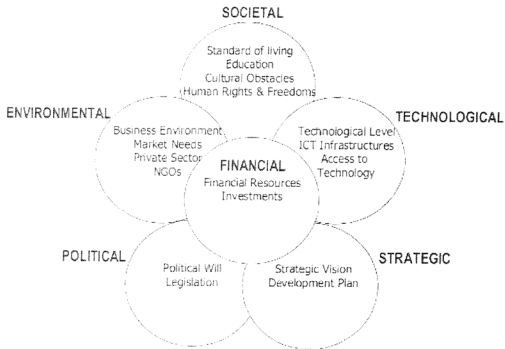 SOCIETAL
Standard of living
Education
Cultural Obstacles
Human Rights & Freedoms
ENVIRONMENTAL
Business Environment
Market Needs
Private Sector
NGOs
TECHNOLOGICAL
Technological Level
ICT Infrastructures
Access to
Technology
FINANCIAL
Financial Resources
Investments
POLITICAL
Political Will
Legislation
STRATEGIC
Strategic Vision
Development Plan